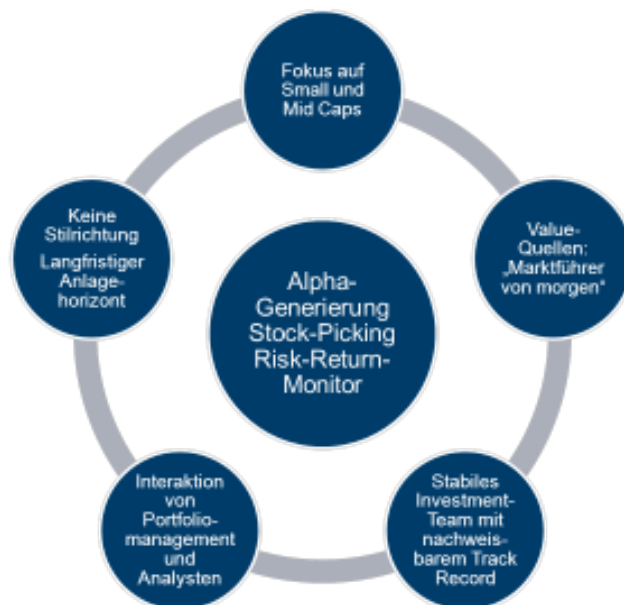 Fokus auf
Small und
Mid Caps
Keine
Stilrichtung
Langfristiger
Anlage-
horizont
Value-
Quellen:
„Marktführer
von morgen“
Alpha-
Generierung
Stock-Picking
Risk-Return-
Monitor
Interaktion
von
Portfolio-
management
und
Analysten
Stabiles
Investment-
Team mit
nachweis-
barem Track
Record